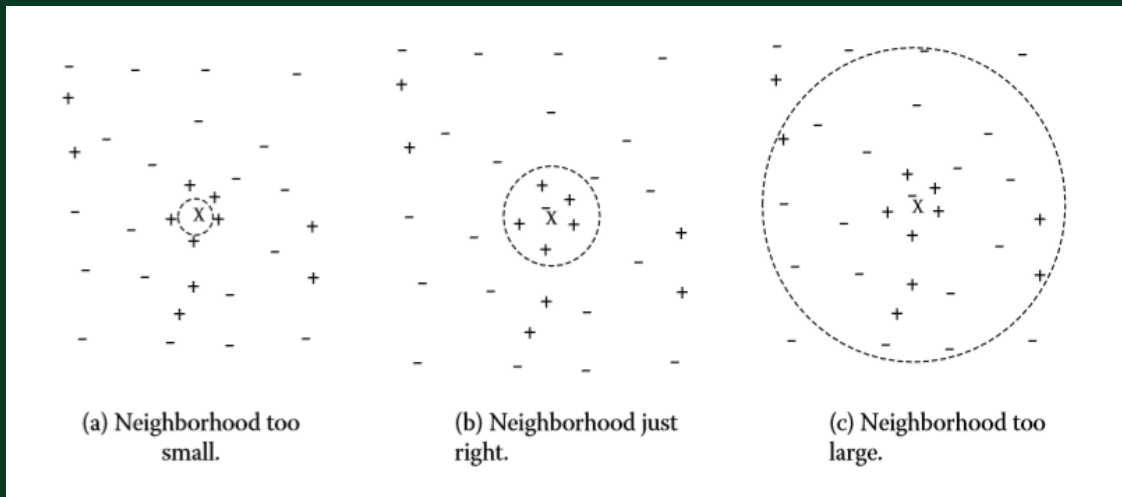 X
X
X
(a) Neighborhood too
small.
(b) Neighborhood just
right.
(c) Neighborhood too
large.